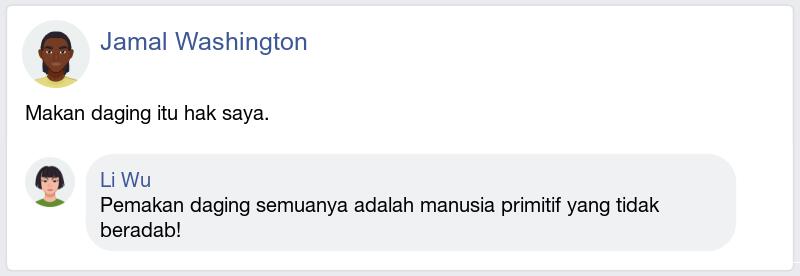 Jamal Washington
Makan daging itu hak saya.
Li Wu
Pemakan daging semuanya adalah manusia primitif yang tidak
beradab!